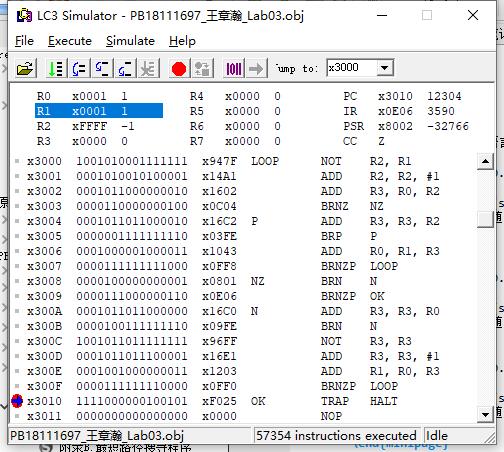 LC3 Simulator - PB18111697_王章瀚_Lab03.obj
File Execute Simulate Help
Jump to: x3000
R0 x0001 1 R4 x0000 0 PC x3010 12304
R1 x0001 1 R5 x0000 0 IR x0E06 3590
R2 xFFFF -1 R6 x0000 0 PSR x8002 -32766
R3 x0000 0 R7 x0000 0 CC Z
x3000 1001010001111111 x947F LOOP NOT R2, R1
x3001 0001010010100001 x14A1 ADD R2, R2, #1
x3002 0001011000000010 x1602 ADD R3, R0, R2
x3003 0000110000000100 x0C04 BRNZ NZ
x3004 0001011011000010 x16C2 P ADD R3, R3, R2
x3005 0000001111111110 x03FE BRP P
x3006 0001000001000011 x1043 ADD R0, R1, R3
x3007 0000111111111000 x0FF8 BRNZP LOOP
x3008 0000100000000001 x0801 NZ BRN N
x3009 0000111000000110 x0E06 BRNZP OK
x300A 0001011011000000 x16C0 N ADD R3, R3, R0
x300B 0000100111111110 x09FE BRN N
x300C 1001011011111111 x96FF NOT R3, R3
x300D 0001011011100001 x16E1 ADD R3, R3, #1
x300E 0001001000000011 x1203 ADD R1, R0, R3
x300F 0000111111110000 x0FF0 BRNZP LOOP
x3010 1111000000100101 xF025 OK TRAP HALT
x3011 0000000000000000 x0000 NOP
PB18111697_王章瀚_Lab03.obj 57354 instructions executed Idle